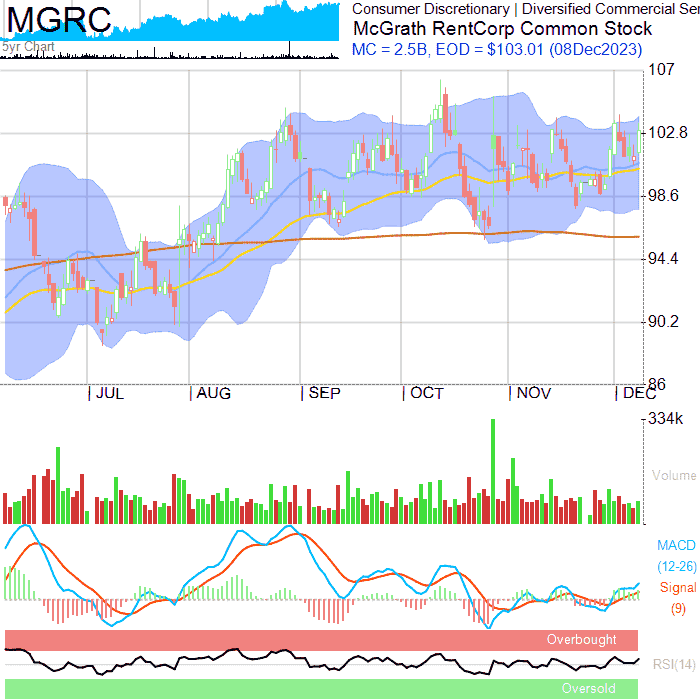 MGRC
5yr Chart
Consumer Discretionary | Diversified Commercial Ser
McGrath RentCorp Common Stock
MC = 2.5B, EOD = $103.01 (08Dec2023)
107
102.8
98.6
94.4
90.2
86
JUL AUG SEP OCT NOV DEC
334k
Volume
MACD
(12-26)
Signal
(9)
Overbought
RSI(14)
Oversold